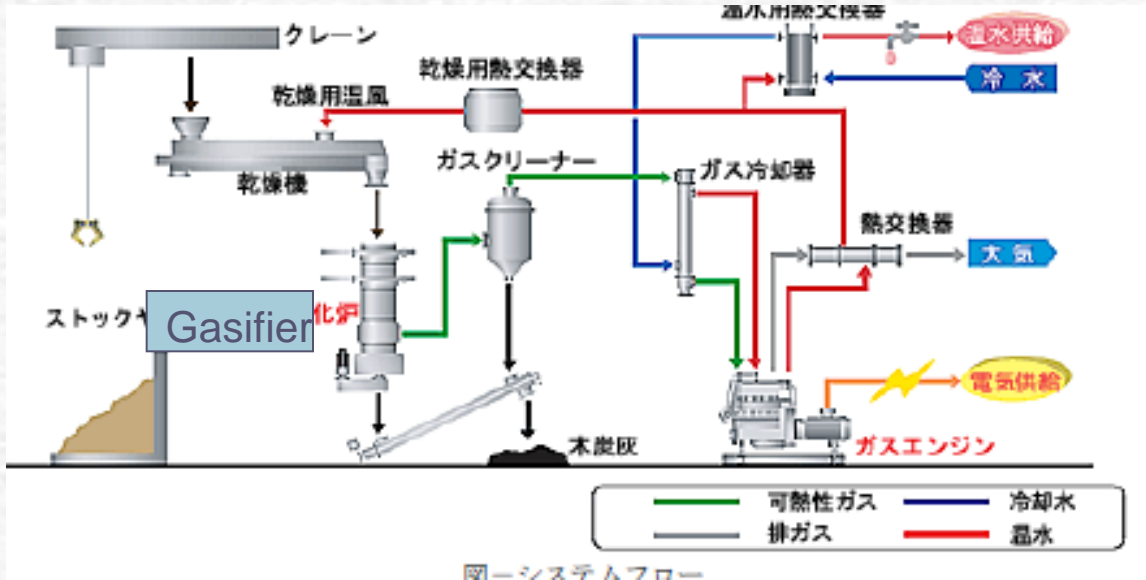 クレーン
温水用熱交換器
温水供給
冷水
乾燥用熱交換器
乾燥用温風
ガスクリーナー
ガス冷却器
乾燥機
熱交換器
大気
ストックヤ
Gasifier
化炉
電気供給
木炭灰
ガスエンジン
可熱性ガス
冷却水
排ガス
温水
図-システムフロー